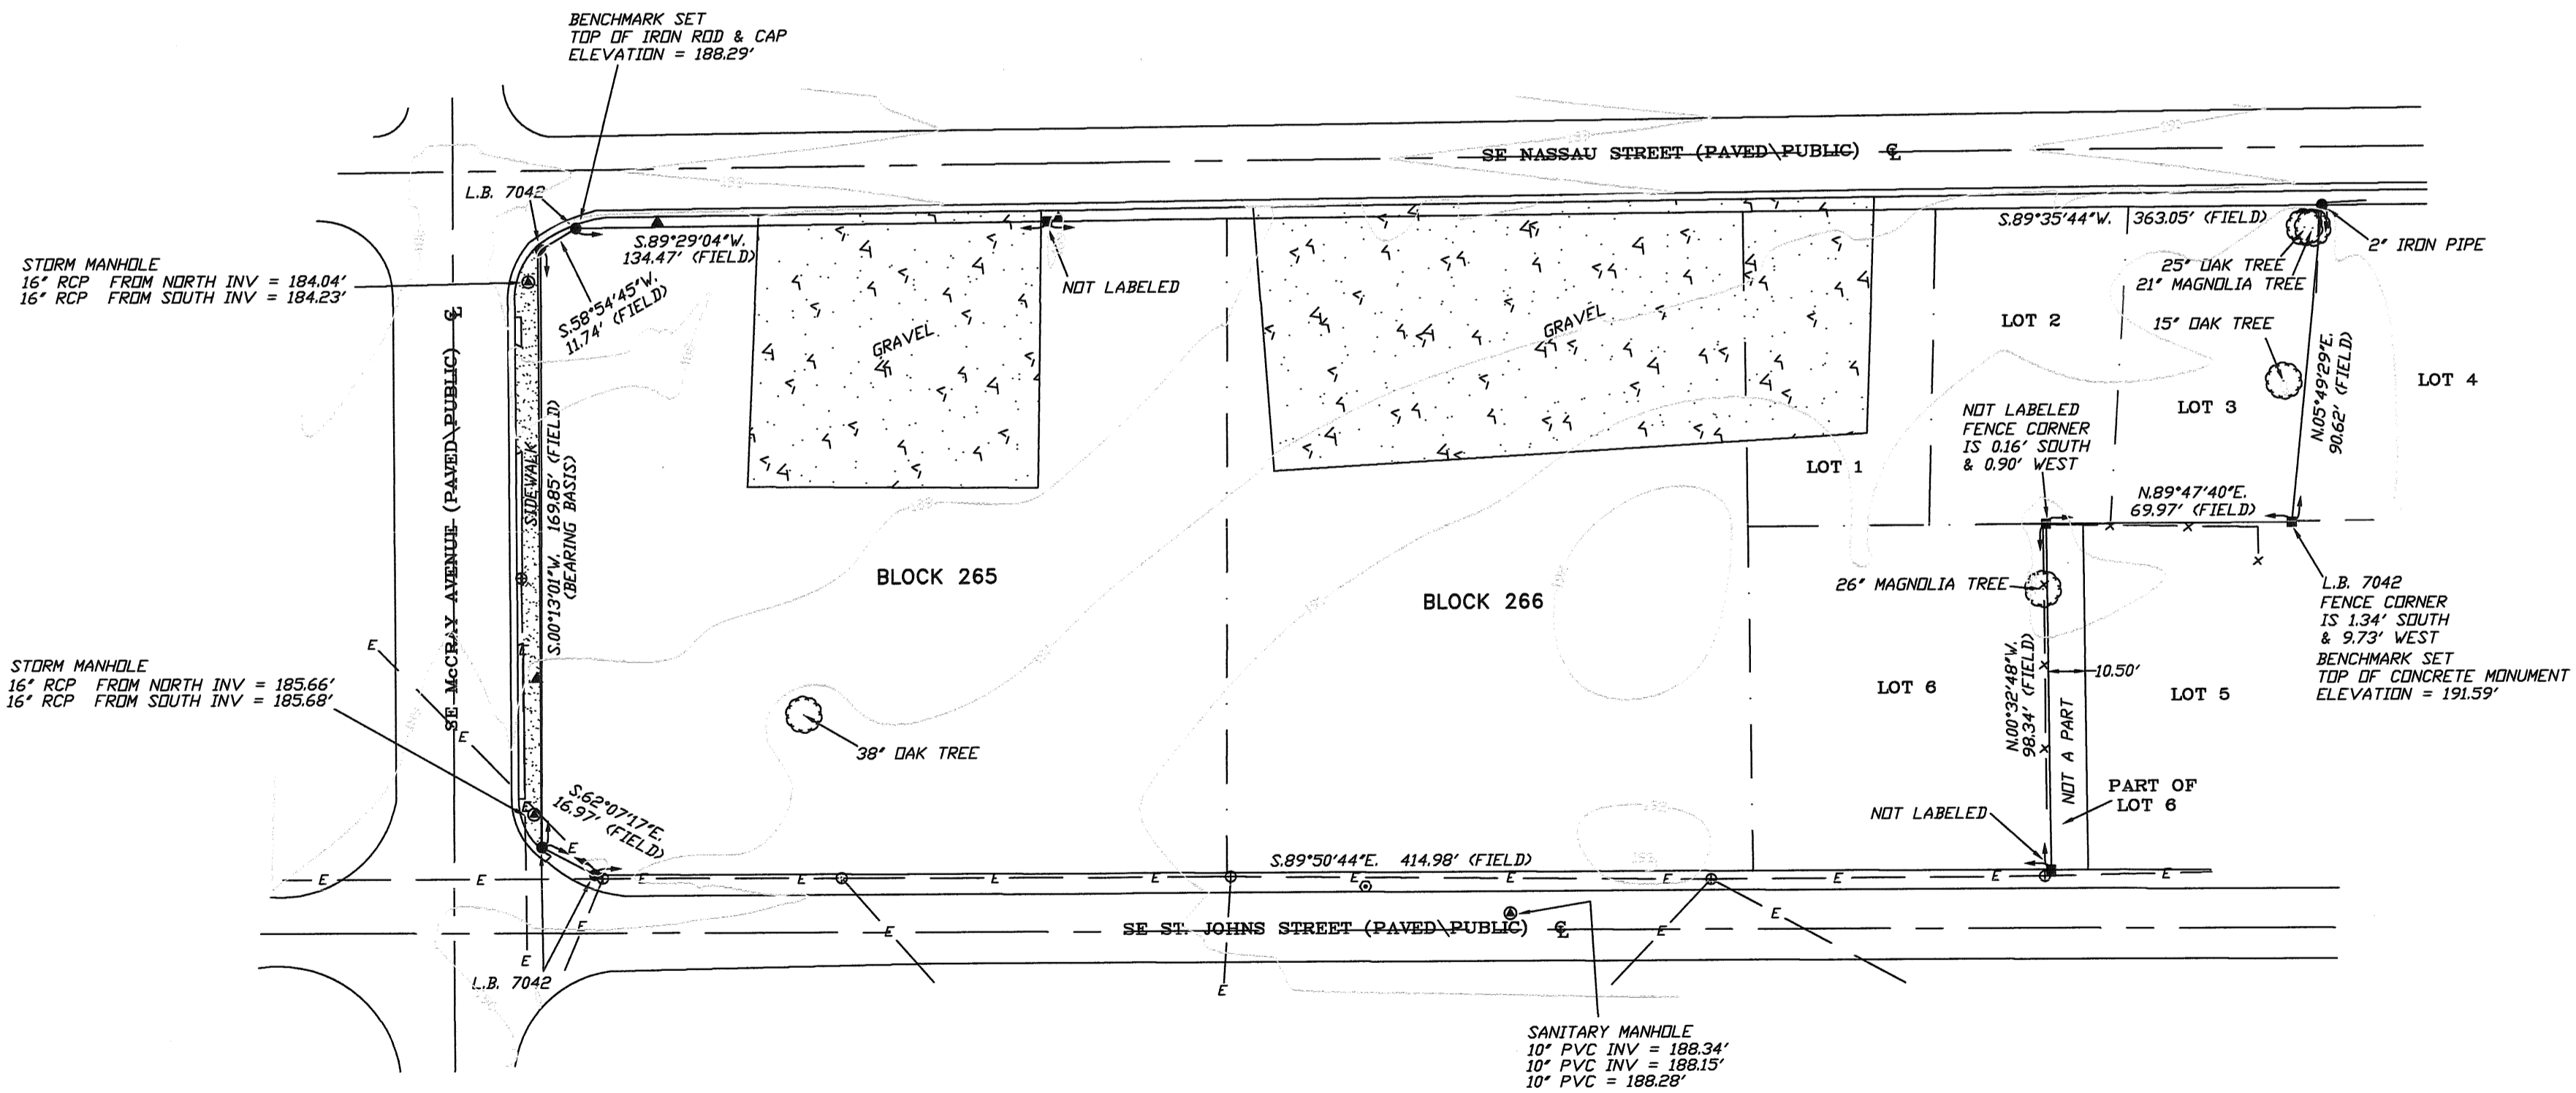 BENCHMARK SET
TOP OF IRON ROD & CAP
ELEVATION = 188.29'
SE NASSAU STREET (PAVED\PUBLIC) ℄
L.B. 7042
S.89°35'44"W. 363.05' (FIELD)
S.89°29'04"W.
134.47' (FIELD)
2" IRON PIPE
25" OAK TREE
21" MAGNOLIA TREE
STORM MANHOLE
16" RCP FROM NORTH INV = 184.04'
16" RCP FROM SOUTH INV = 184.23'
NOT LABELED
S.58°54'45"W.
11.74' (FIELD)
GRAVEL
GRAVEL
LOT 2
15" OAK TREE
N.05°49'29"E.
90.62' (FIELD)
LOT 4
LOT 3
SE McCRAY AVENUE (PAVED\PUBLIC) ℄
SIDEWALK
S.00°13'01"W. 169.85' (FIELD)
(BEARING BASIS)
NOT LABELED
FENCE CORNER
IS 0.16' SOUTH
& 0.90' WEST
LOT 1
N.89°47'40"E.
69.97' (FIELD)
189
BLOCK 265
BLOCK 266
26" MAGNOLIA TREE
L.B. 7042
FENCE CORNER
IS 1.34' SOUTH
& 9.73' WEST
BENCHMARK SET
TOP OF CONCRETE MONUMENT
ELEVATION = 191.59'
E
STORM MANHOLE
16" RCP FROM NORTH INV = 185.66'
16" RCP FROM SOUTH INV = 185.68'
N.00°32'48"W.
98.34' (FIELD)
10.50'
LOT 6
LOT 5
NOT A PART
E
38" OAK TREE
PART OF
LOT 6
S.62°07'17"E.
16.97' (FIELD)
NOT LABELED
E
S.89°50'44"E. 414.98' (FIELD)
E E E E E E E E E E E E
SE ST. JOHNS STREET (PAVED\PUBLIC) ℄
E E E E
E
L.B. 7042
E
SANITARY MANHOLE
10" PVC INV = 188.34'
10" PVC INV = 188.15'
10" PVC = 188.28'